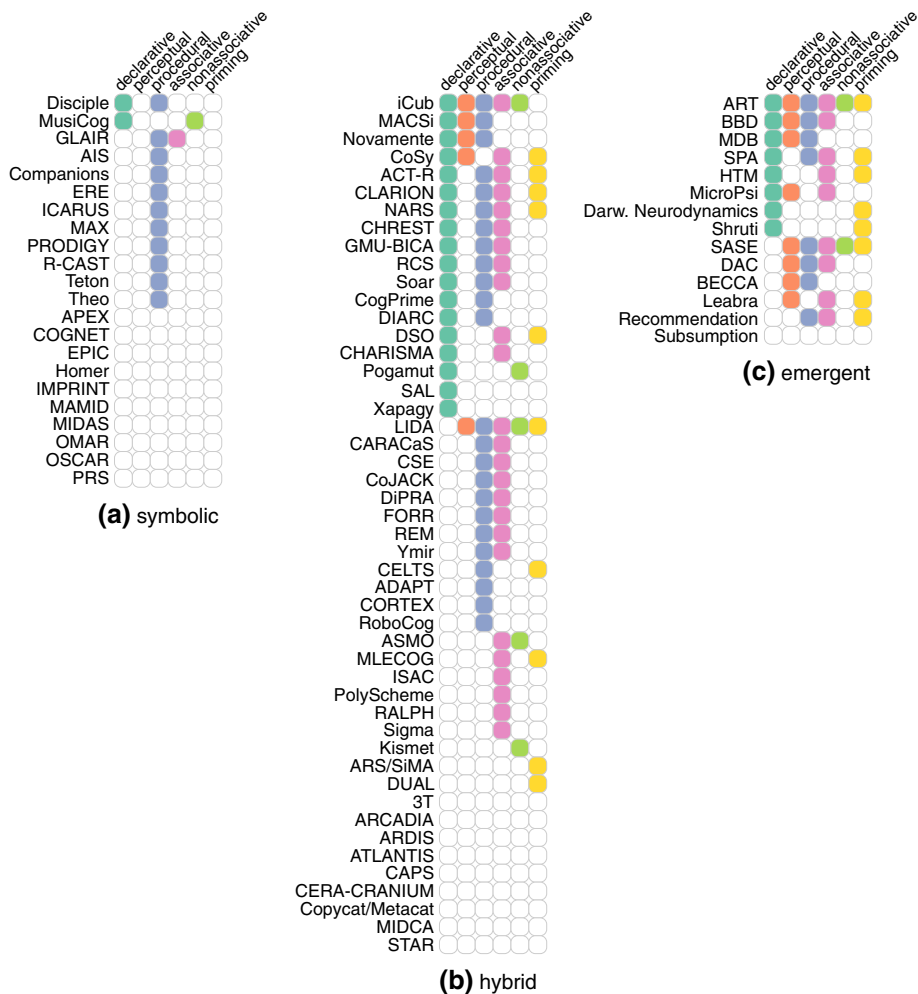 declarative
perceptual
procedural
associative
nonassociative
priming
Disciple
MusiCog
GLAIR
AIS
Companions
ERE
ICARUS
MAX
PRODIGY
R-CAST
Teton
Theo
APEX
COGNET
EPIC
Homer
IMPRINT
MAMID
MIDAS
OMAR
OSCAR
PRS
(a) symbolic
declarative
perceptual
procedural
associative
nonassociative
priming
iCub
MACSi
Novamente
CoSy
ACT-R
CLARION
NARS
CHREST
GMU-BICA
RCS
Soar
CogPrime
DIARC
DSO
CHARISMA
Pogamut
SAL
Xapagy
LIDA
CARACaS
CSE
CoJACK
DiPRA
FORR
REM
Ymir
CELTS
ADAPT
CORTEX
RoboCog
ASMO
MLECOG
ISAC
PolyScheme
RALPH
Sigma
Kismet
ARS/SiMA
DUAL
3T
ARCADIA
ARDIS
ATLANTIS
CAPS
CERA-CRANIUM
Copycat/Metacat
MIDCA
STAR
(b) hybrid
declarative
perceptual
procedural
associative
nonassociative
priming
ART
BBD
MDB
SPA
HTM
MicroPsi
Darw. Neurodynamics
Shruti
SASE
DAC
BECCA
Leabra
Recommendation
Subsumption
(c) emergent